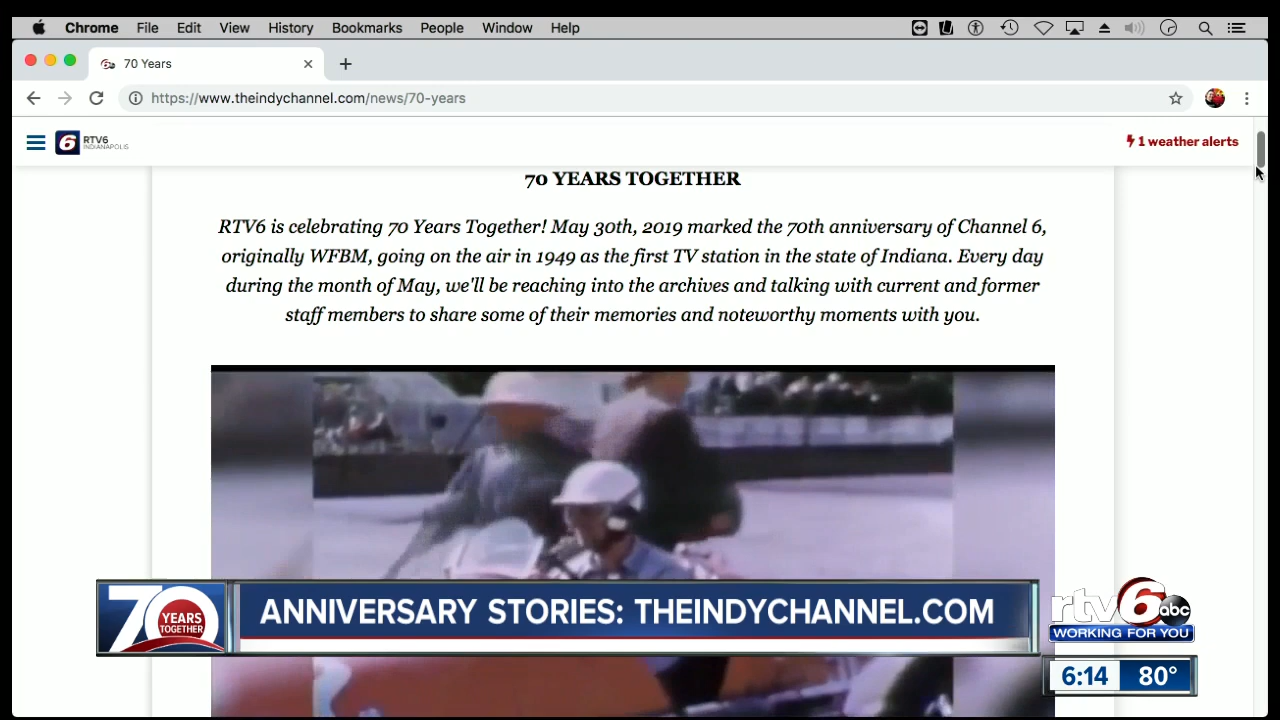 Chrome File Edit View History Bookmarks People Window Help
70 Years
https://www.theindychannel.com/news/70-years
6 RTV6
INDIANAPOLIS
1 weather alerts
70 YEARS TOGETHER
RTV6 is celebrating 70 Years Together! May 30th, 2019 marked the 70th anniversary of Channel 6,
originally WFBM, going on the air in 1949 as the first TV station in the state of Indiana. Every day
during the month of May, we'll be reaching into the archives and talking with current and former
staff members to share some of their memories and noteworthy moments with you.
70 YEARS
TOGETHER
ANNIVERSARY STORIES: THEINDYCHANNEL.COM
rtv6 abc
WORKING FOR YOU
6:14 80°